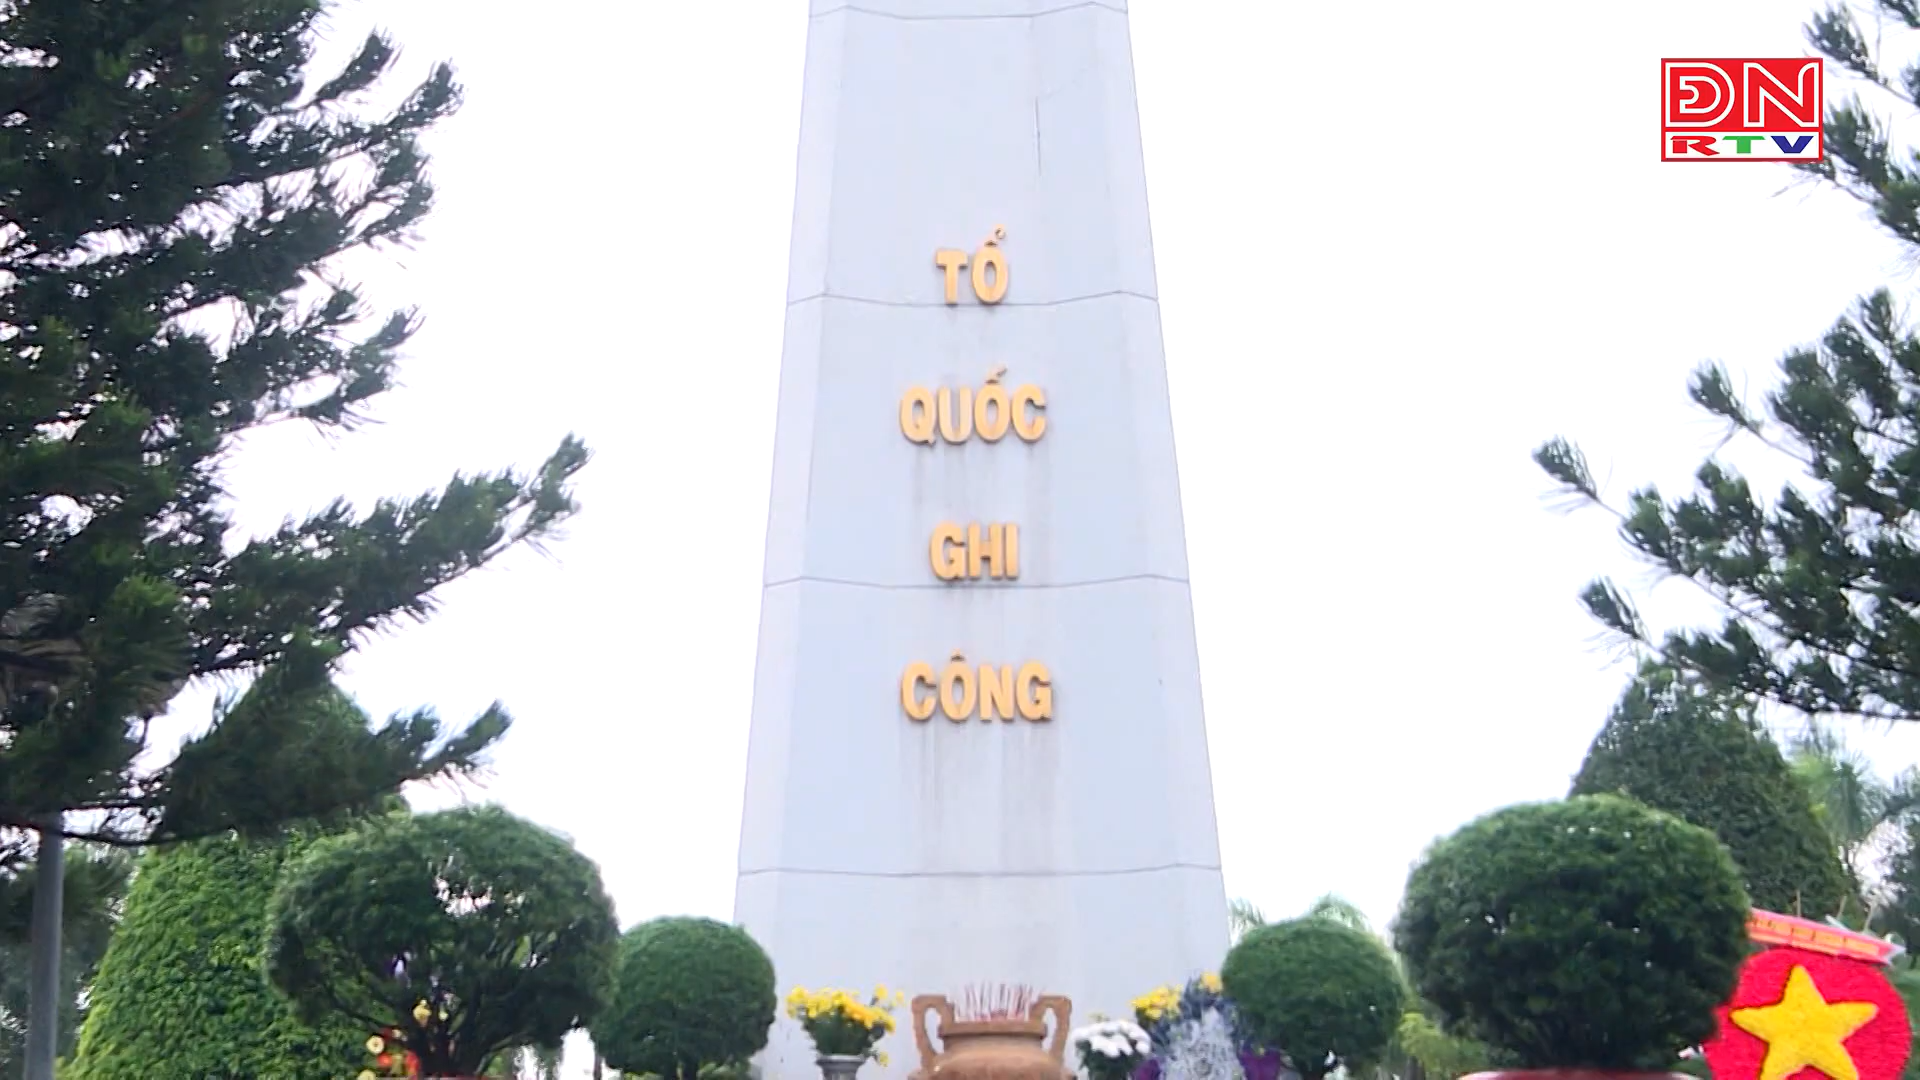 ĐN
RTV
TỔ
QUỐC
GHI
CÔNG